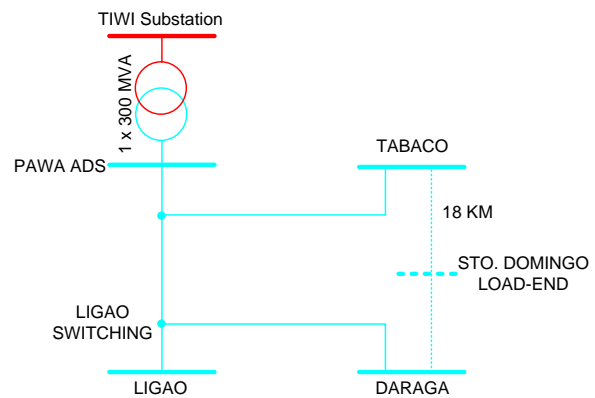 TIWI Substation
1 x 300 MVA
PAWA ADS
TABACO
18 KM
STO. DOMINGO
LOAD-END
LIGAO
SWITCHING
LIGAO
DARAGA